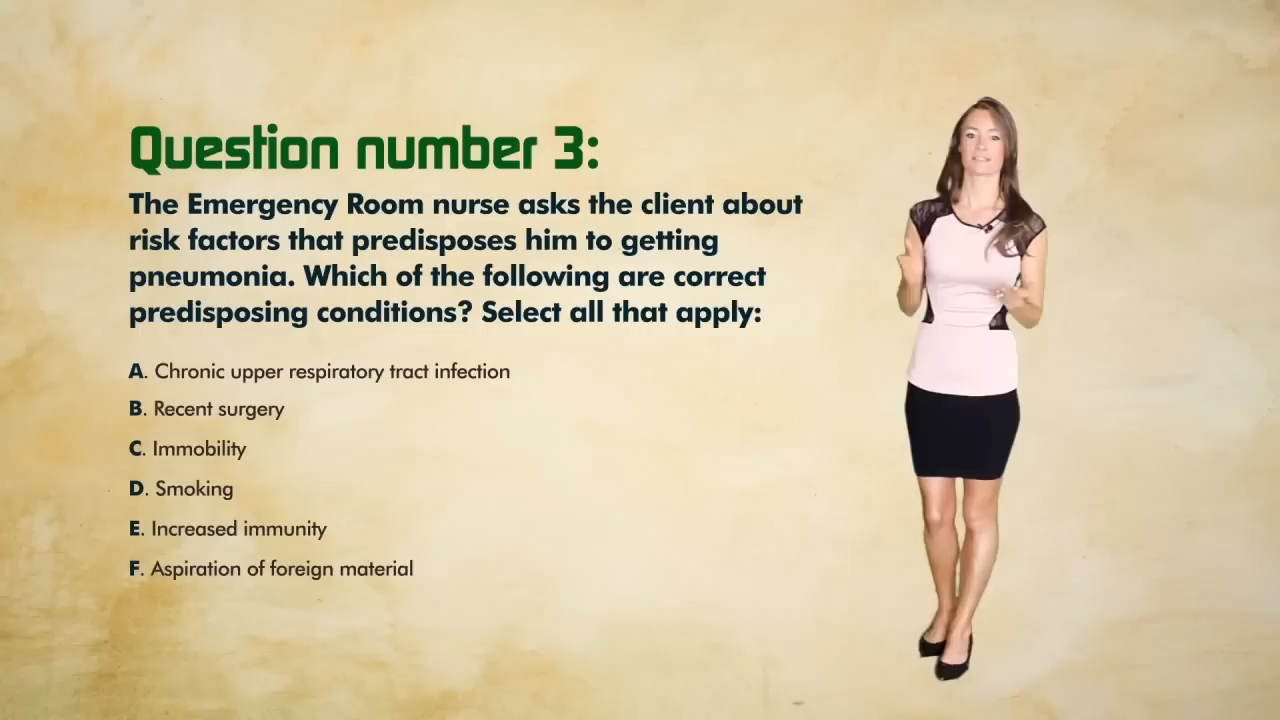 Question number 3:
The Emergency Room nurse asks the client about
risk factors that predisposes him to getting
pneumonia. Which of the following are correct
predisposing conditions? Select all that apply:
A. Chronic upper respiratory tract infection
B. Recent surgery
C. Immobility
D. Smoking
E. Increased immunity
F. Aspiration of foreign material